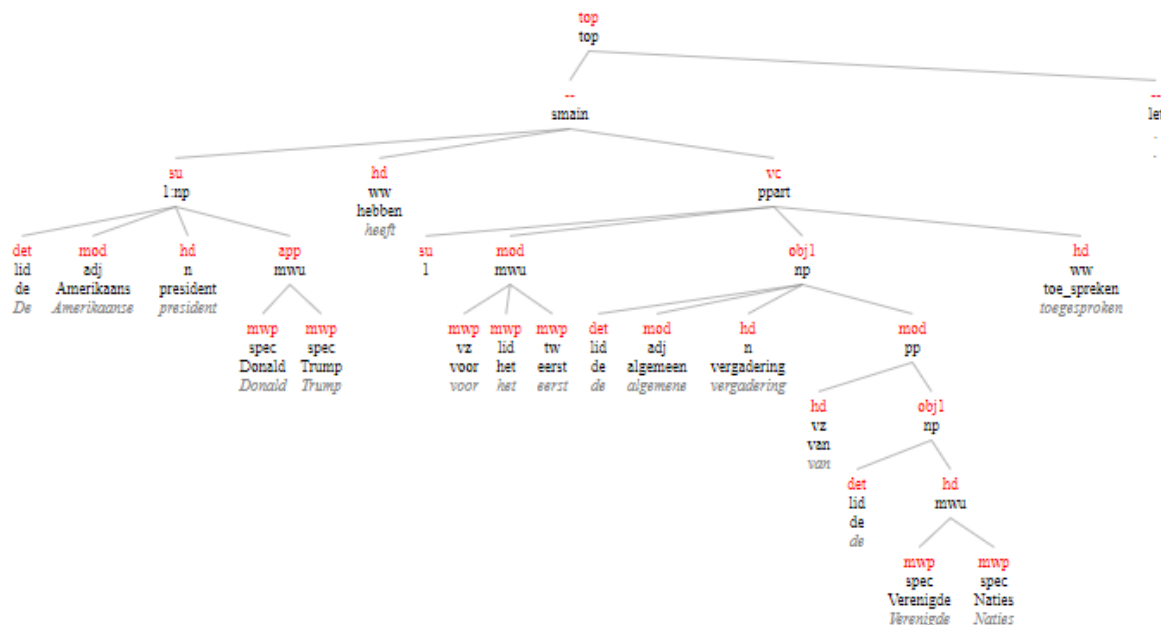 top
top
-- --
smain let
.
.
su hd vc
1:np ww ppart
hebben
heeft
det mod hd app su mod obj1 hd
lid adj n mwu 1 mwu np ww
de Amerikaans president toe_spreken
De Amerikaanse president toegesproken
mwp mwp mwp mwp mwp det mod hd mod
spec spec vz lid tw lid adj n pp
Donald Trump voor het eerst de algemeen vergadering
Donald Trump voor het eerst de algemene vergadering
hd obj1
vz np
van
van
det hd
lid mwu
de
de
mwp mwp
spec spec
Verenigde Naties
Verenigde Naties